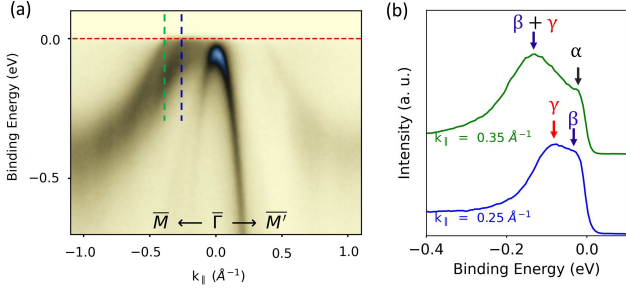 (a)
0.0
−0.5
Binding Energy (eV)
M̅ ← Γ̅ → M̅′
−1.0 −0.5 0.0 0.5 1.0
k∥ (Å⁻¹)
(b)
β + γ
α
k∥ = 0.35 Å⁻¹
γ β
k∥ = 0.25 Å⁻¹
Intensity (a. u.)
−0.4 −0.2 0.0
Binding Energy (eV)